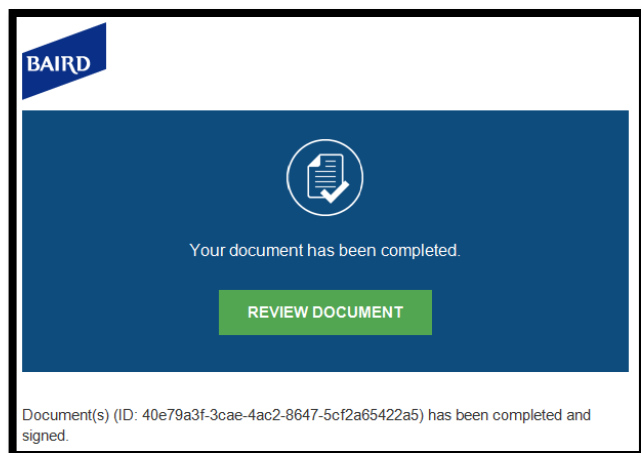 BAIRD
Your document has been completed.
REVIEW DOCUMENT
Document(s) (ID: 40e79a3f-3cae-4ac2-8647-5cf2a65422a5) has been completed and
signed.